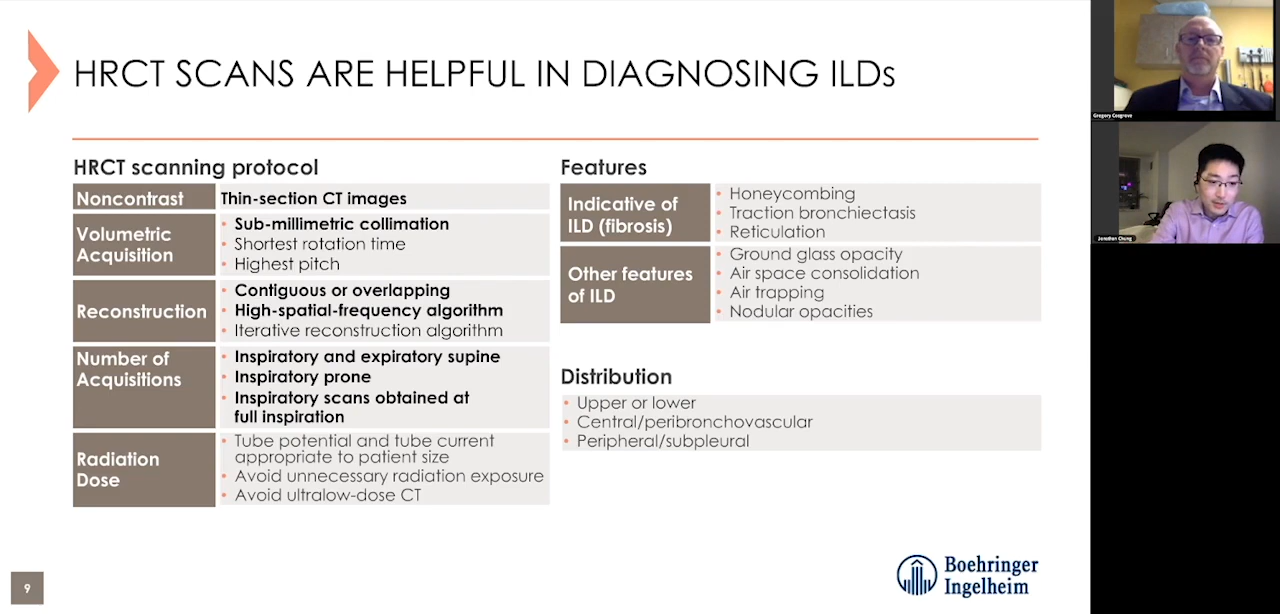 HRCT SCANS ARE HELPFUL IN DIAGNOSING ILDs
HRCT scanning protocol
Noncontrast
Thin-section CT images
Volumetric
Acquisition
• Sub-millimetric collimation
• Shortest rotation time
• Highest pitch
Reconstruction
• Contiguous or overlapping
• High-spatial-frequency algorithm
• Iterative reconstruction algorithm
Number of
Acquisitions
• Inspiratory and expiratory supine
• Inspiratory prone
• Inspiratory scans obtained at
full inspiration
Radiation
Dose
• Tube potential and tube current
appropriate to patient size
• Avoid unnecessary radiation exposure
• Avoid ultralow-dose CT
Features
Indicative of
ILD (fibrosis)
• Honeycombing
• Traction bronchiectasis
• Reticulation
Other features
of ILD
• Ground glass opacity
• Air space consolidation
• Air trapping
• Nodular opacities
Distribution
• Upper or lower
• Central/peribronchovascular
• Peripheral/subpleural
9
Boehringer
Ingelheim
Gregory Cosgrove
Jonathan Chung